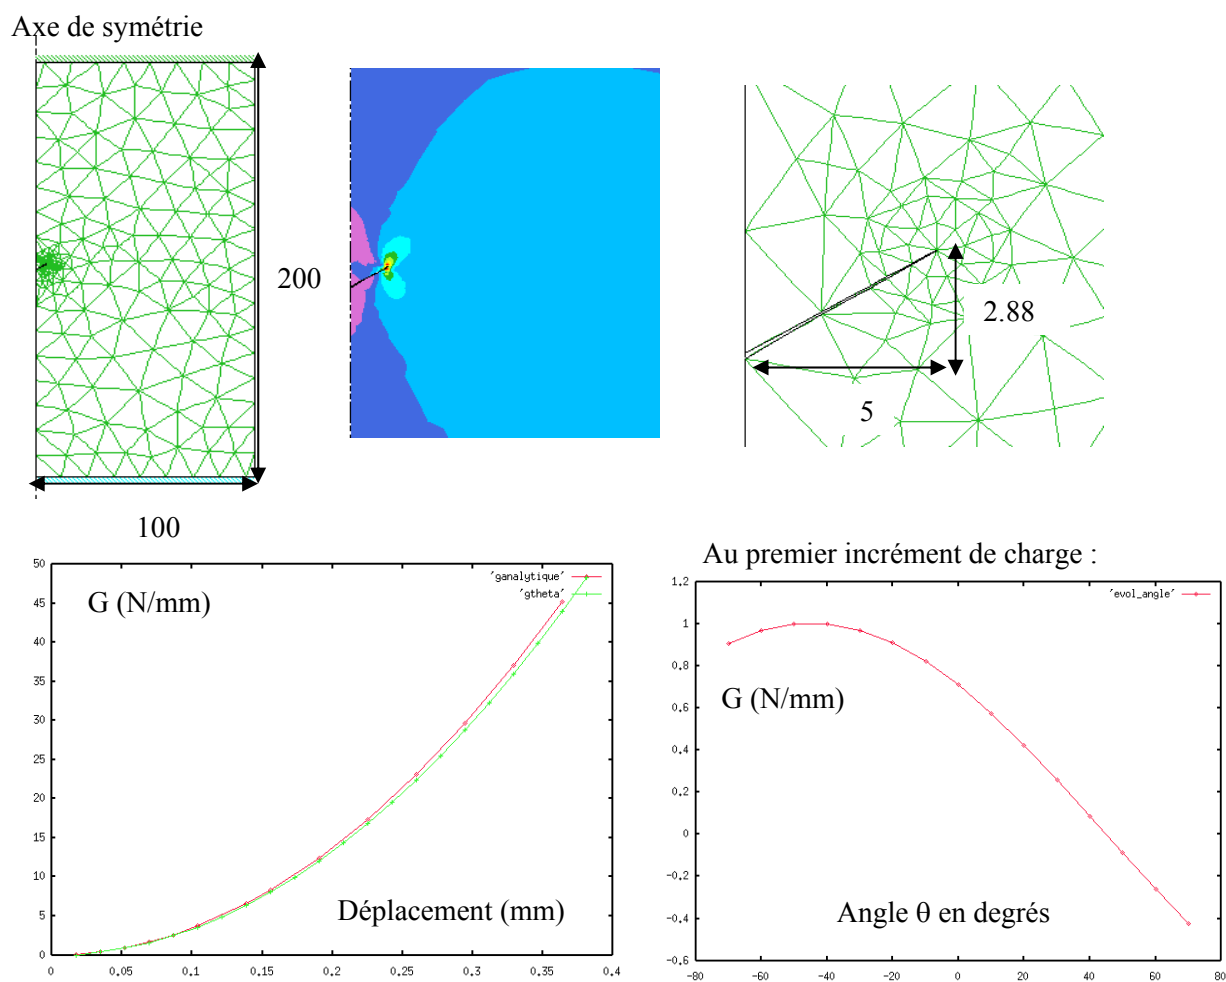 Axe de symétrie
200
2.88
5
100
Au premier incrément de charge :
50
45
40
35
30
25
20
15
10
5
0
G (N/mm)
'ganalytique'
'gtheta'
Déplacement (mm)
0 0,05 0,1 0,15 0,2 0,25 0,3 0,35 0,4
1,2
1
0,8
0,6
0,4
0,2
0
-0,2
-0,4
-0,6
'evol_angle'
G (N/mm)
Angle θ en degrés
-80 -60 -40 -20 0 20 40 60 80